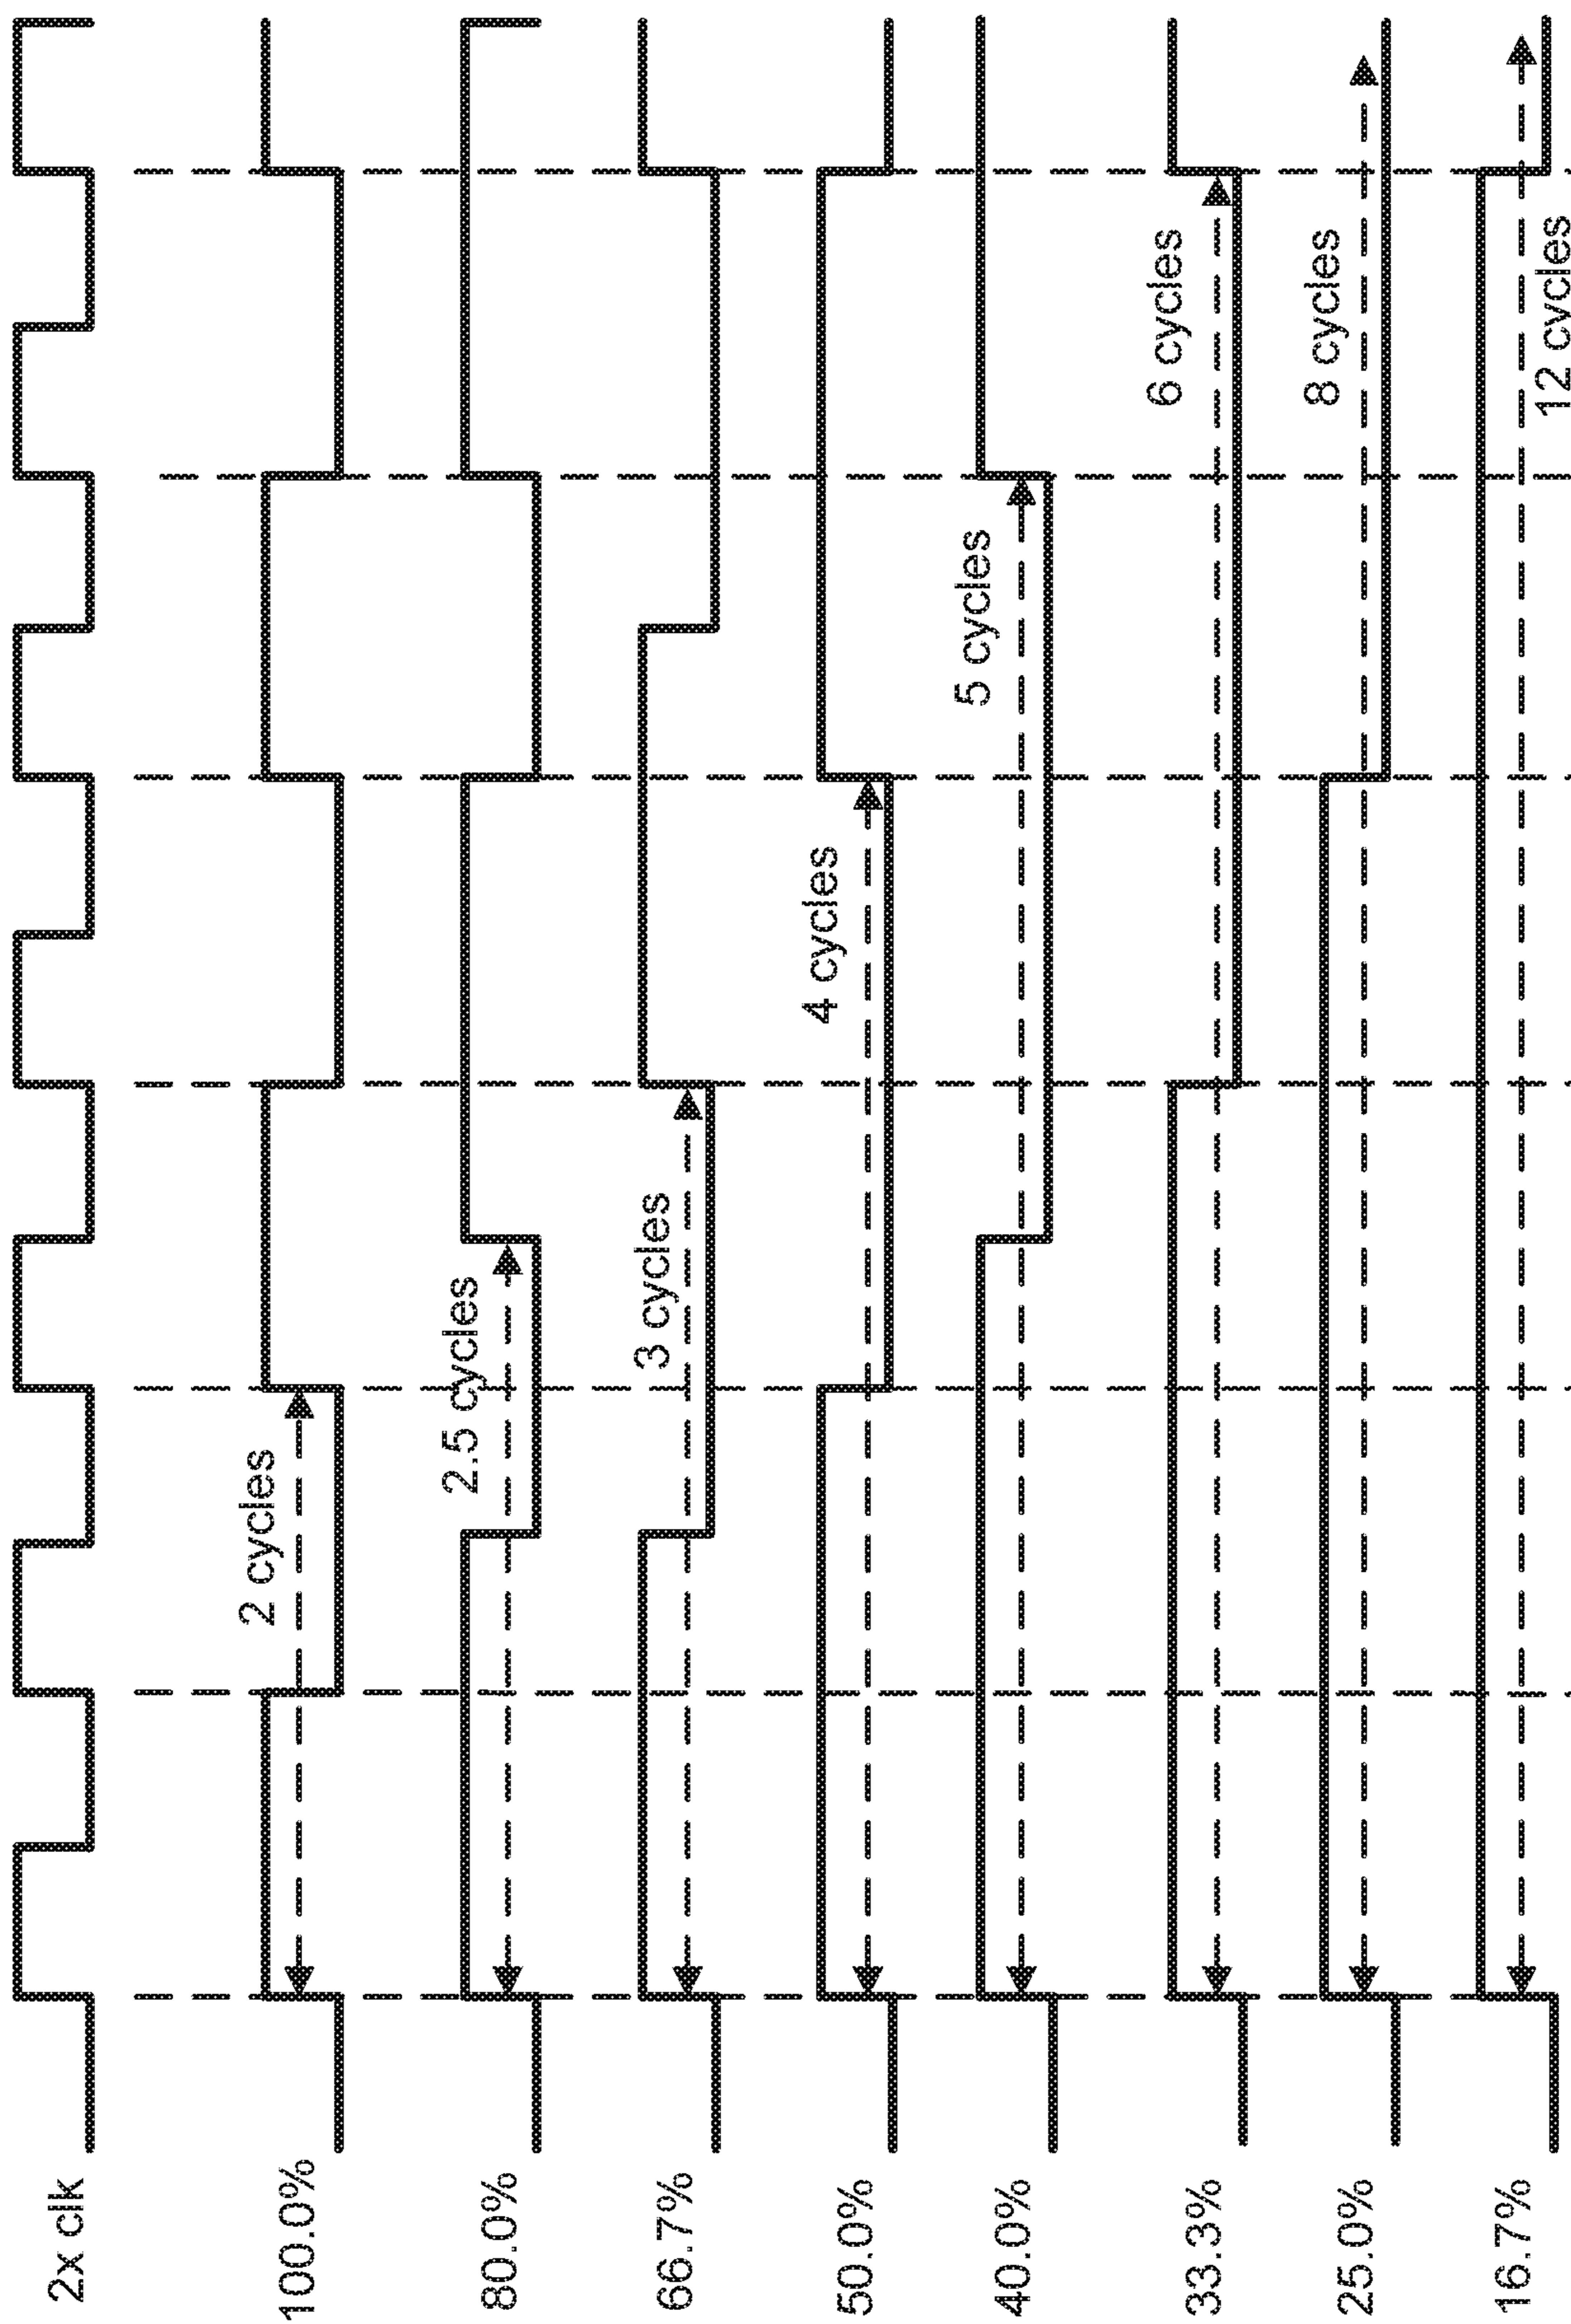 2x clk
100.0%
2 cycles
80.0%
2.5 cycles
66.7%
3 cycles
50.0%
4 cycles
40.0%
5 cycles
33.3%
6 cycles
25.0%
8 cycles
16.7%
12 cycles